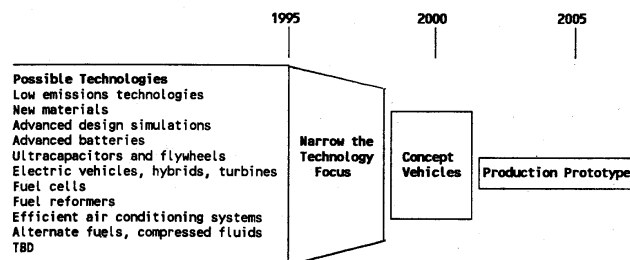 1995 2000 2005
Possible Technologies
Low emissions technologies
New materials
Advanced design simulations
Advanced batteries
Ultracapacitors and flywheels
Electric vehicles, hybrids, turbines
Fuel cells
Fuel reformers
Efficient air conditioning systems
Alternate fuels, compressed fluids
TBD
Narrow the
Technology
Focus
Concept
Vehicles
Production Prototype